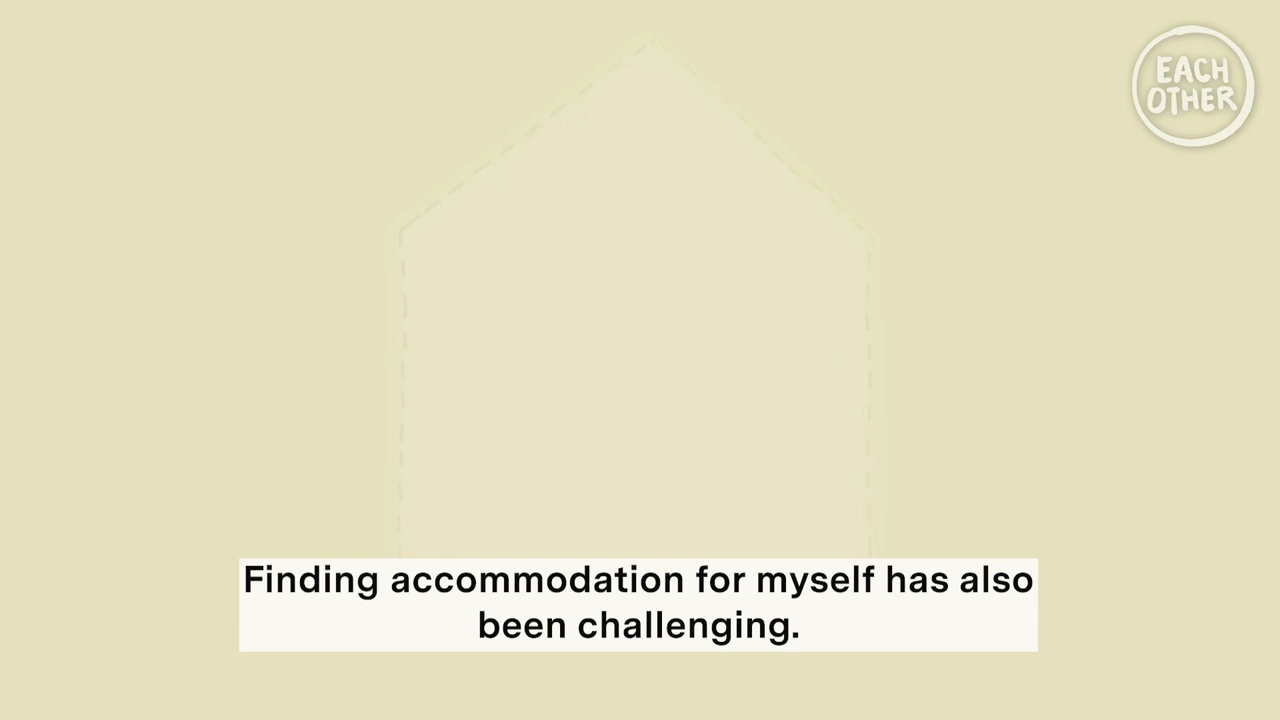 EACH
OTHER
Finding accommodation for myself has also
been challenging.